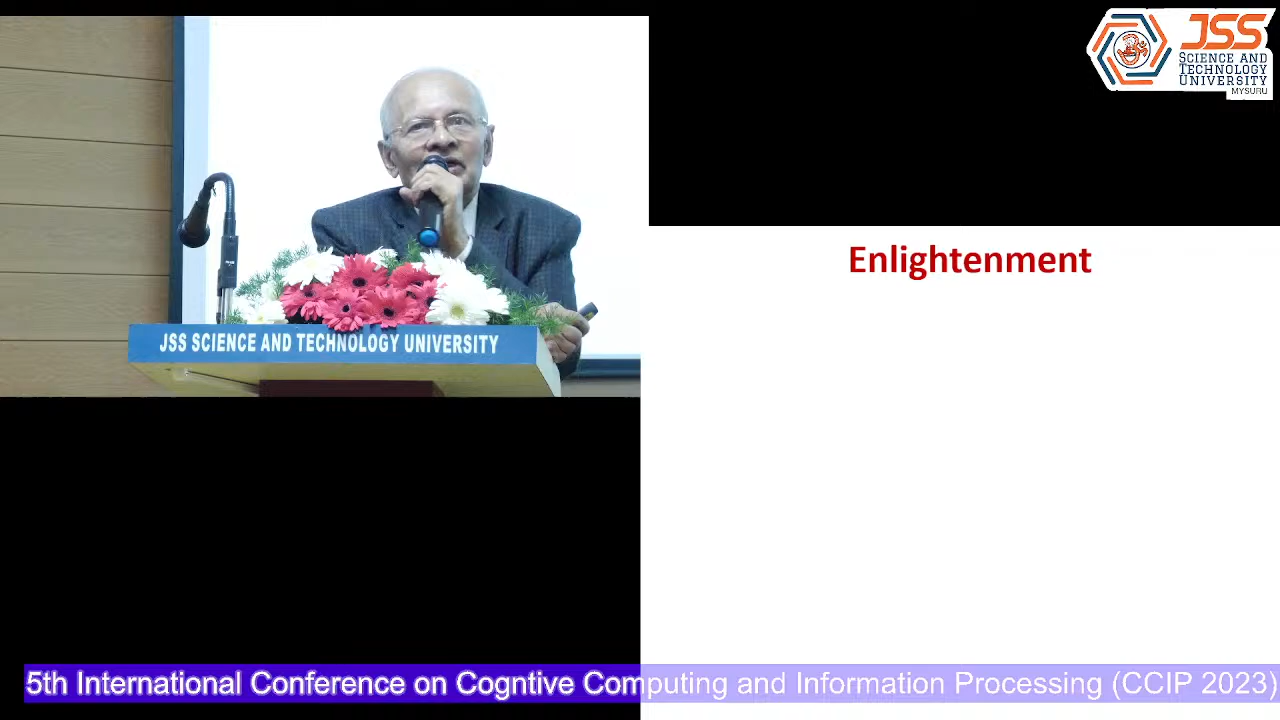 JSS
SCIENCE AND
TECHNOLOGY
UNIVERSITY
MYSURU
Enlightenment
JSS SCIENCE AND TECHNOLOGY UNIVERSITY
5th International Conference on Cogntive Computing and Information Processing (CCIP 2023)